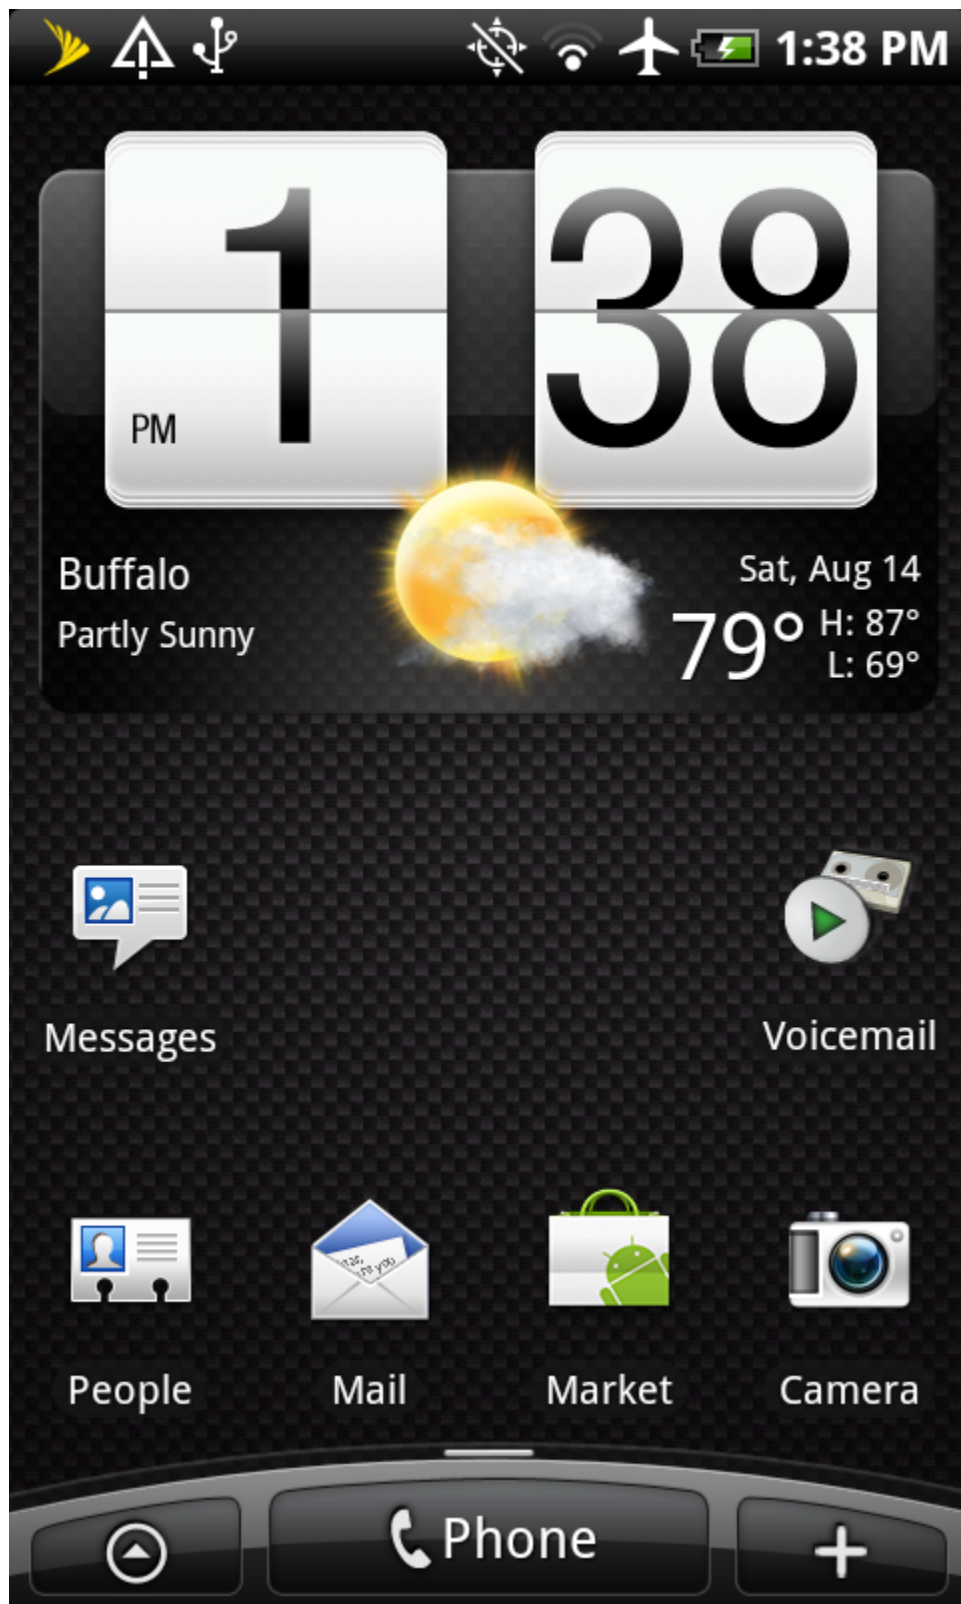 1:38 PM
1 38
PM
Buffalo
Partly Sunny
Sat, Aug 14
79°
H: 87°
L: 69°
Messages
Voicemail
People
Mail
Market
Camera
Phone